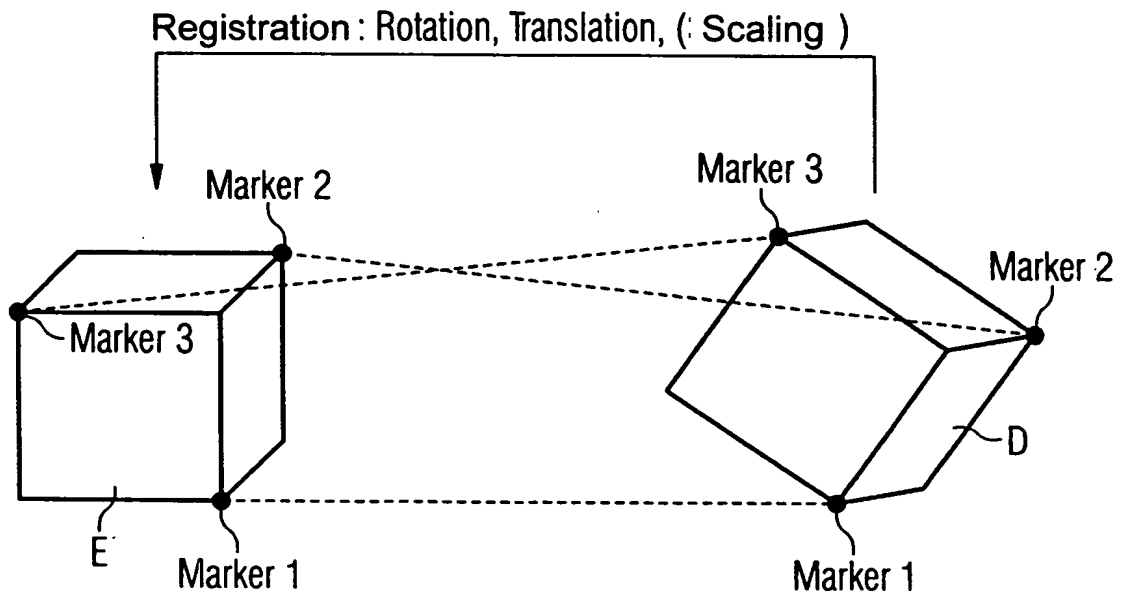 Registration : Rotation, Translation, (: Scaling )
Marker 3
Marker 2
Marker 2
Marker 3
D
E
Marker 1
Marker 1